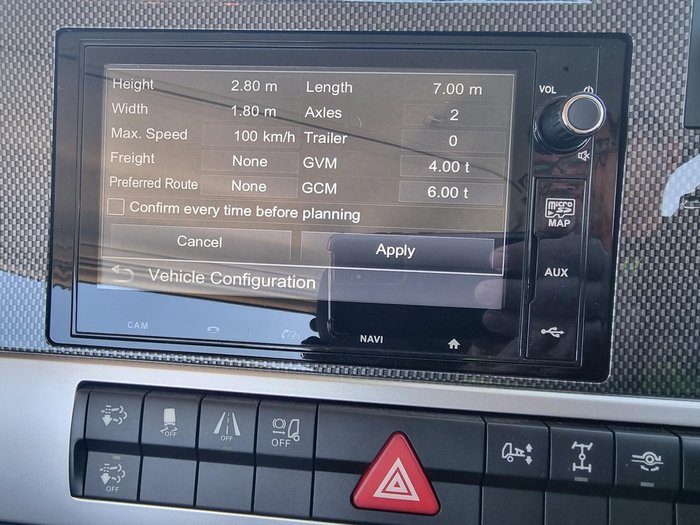 Height 2.80 m Length 7.00 m
VOL
Width 1.80 m Axles 2
Max. Speed 100 km/h Trailer 0
Freight None GVM 4.00 t
Preferred Route None GCM 6.00 t
Confirm every time before planning
micro SD
MAP
Cancel Apply
AUX
Vehicle Configuration
CAM NAVI
OFF OFF OFF
OFF